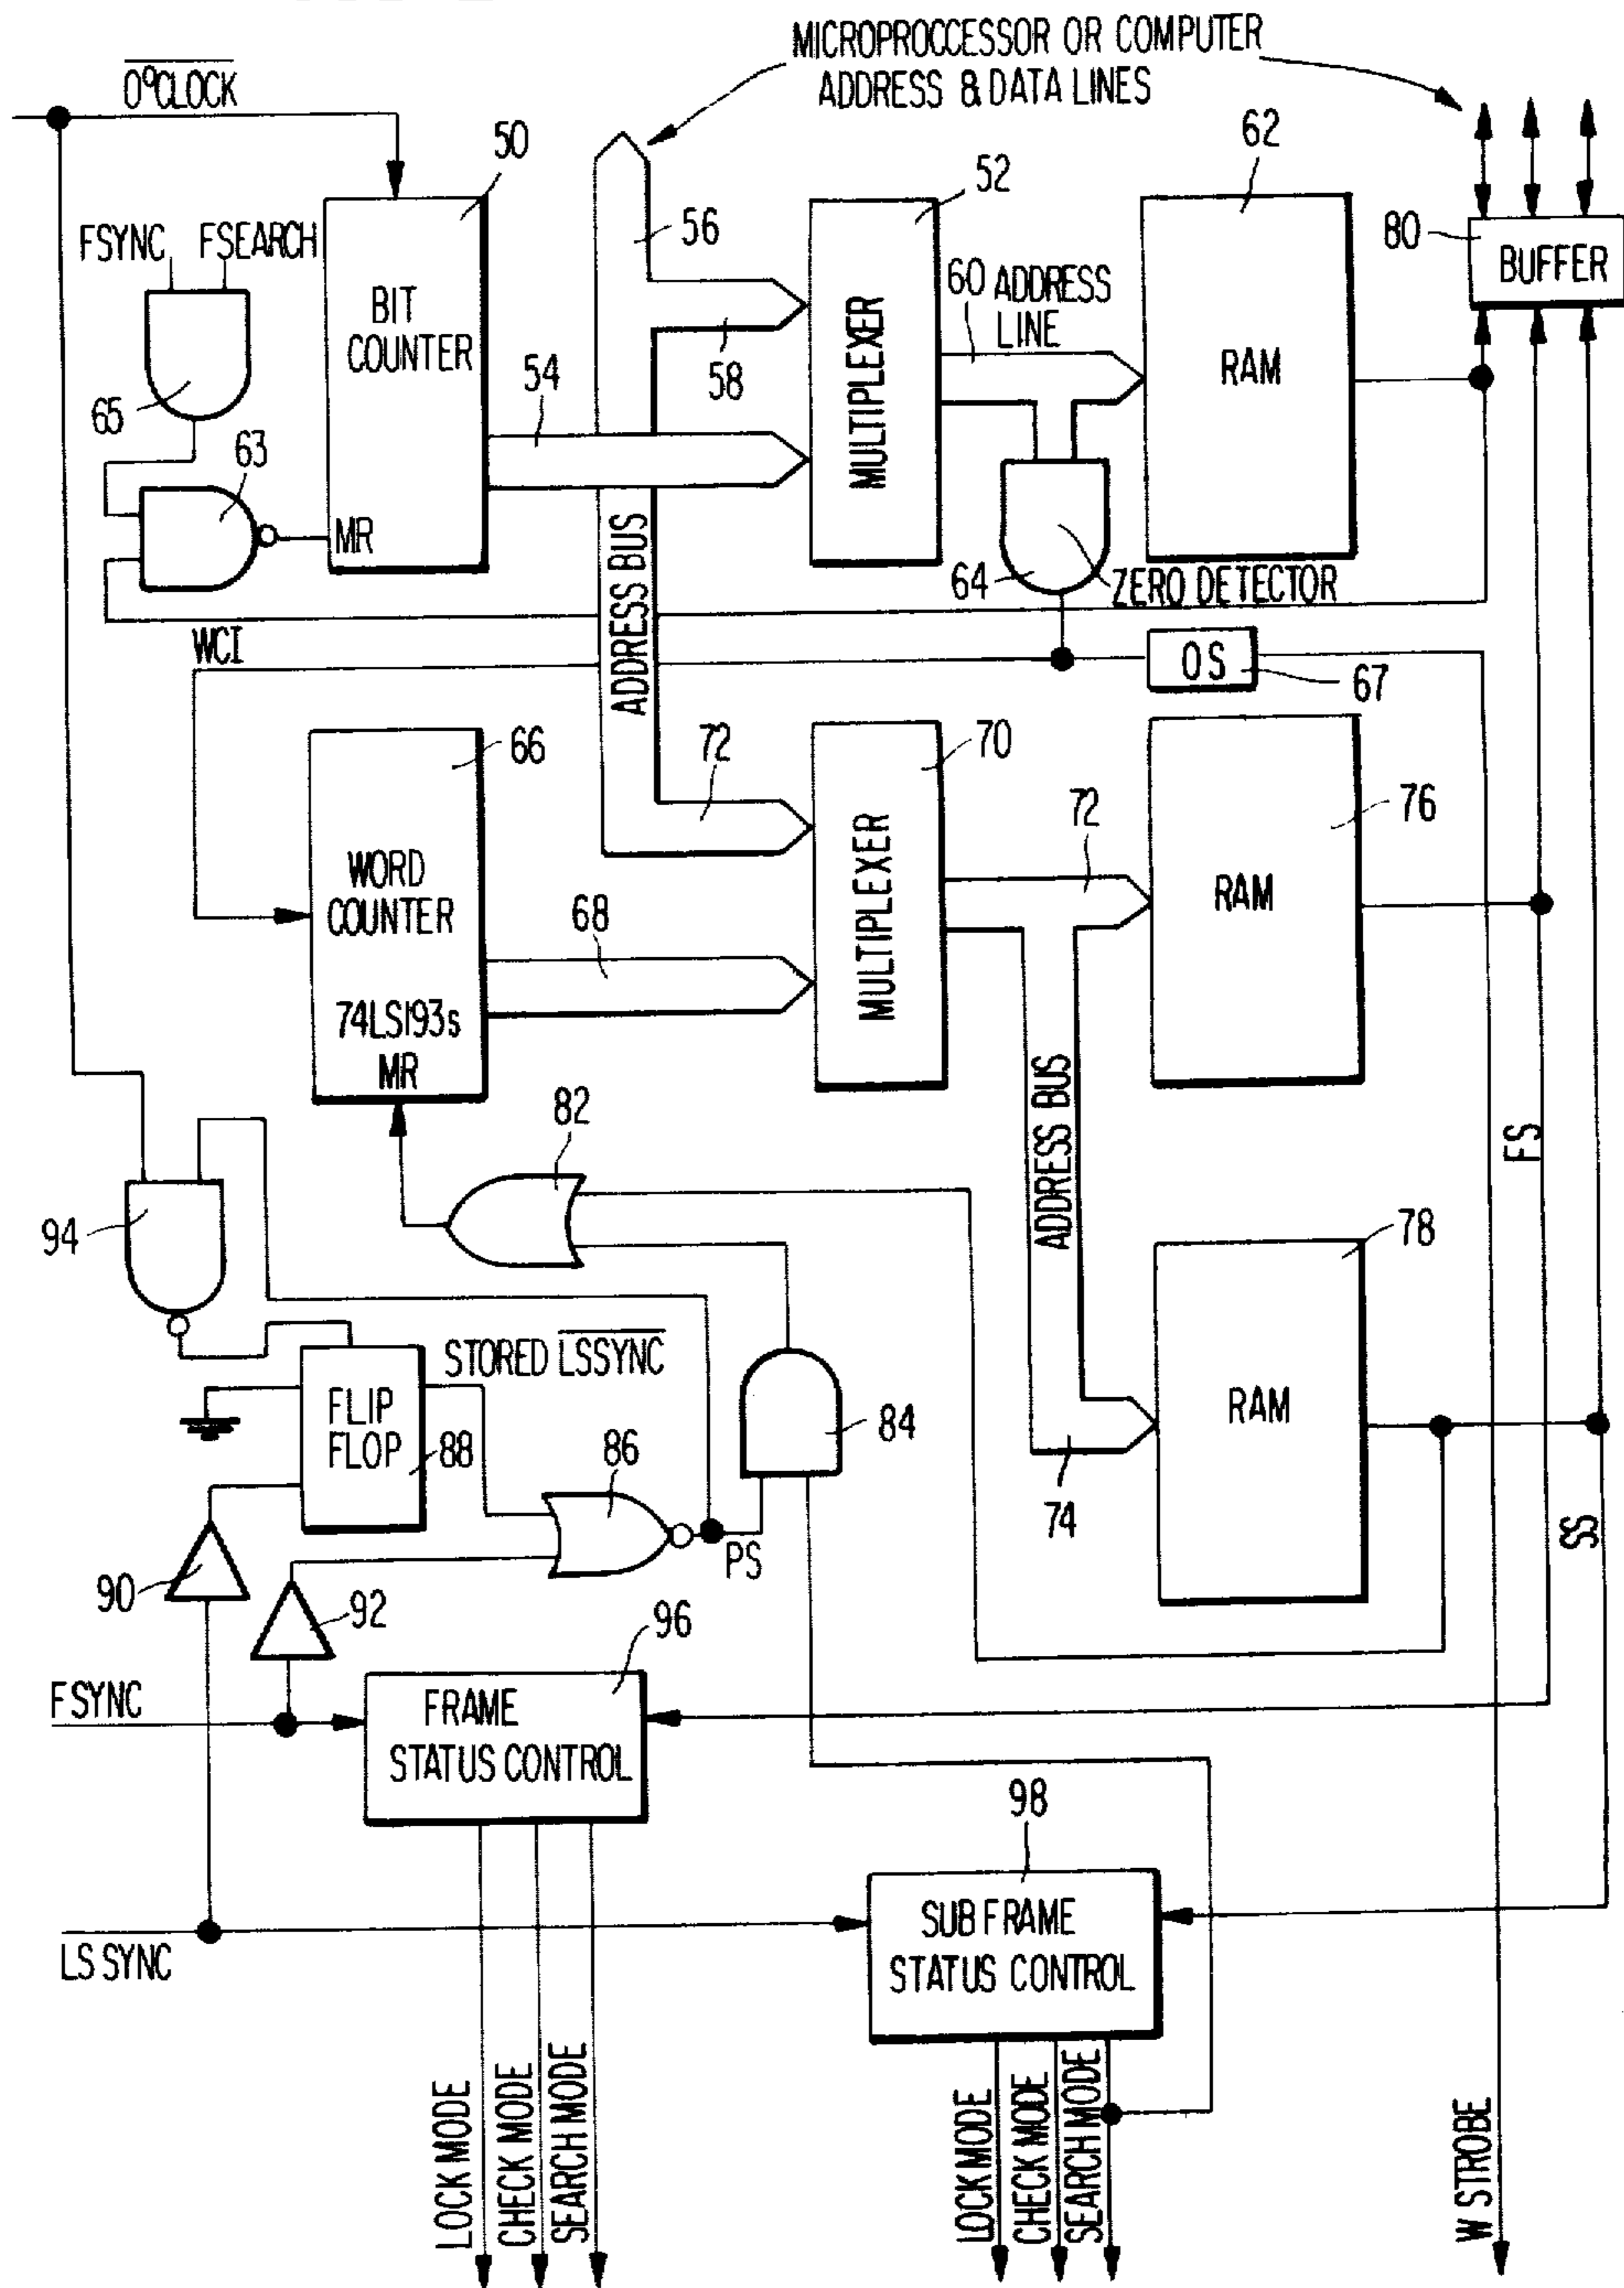 MICROPROCCESSOR OR COMPUTER
ADDRESS & DATA LINES
0°CLOCK
50
62
52
56
80
BUFFER
FSYNC
FSEARCH
BIT
COUNTER
MULTIPLEXER
60
ADDRESS
LINE
RAM
58
54
65
63
MR
64
ZERO DETECTOR
ADDRESS BUS
WCI
OS
67
66
72
70
76
WORD
COUNTER
74LS193s
MR
MULTIPLEXER
72
RAM
68
82
ADDRESS BUS
FS
94
78
STORED LSSYNC
FLIP
FLOP
88
86
84
RAM
74
PS
SS
90
92
96
F SYNC
FRAME
STATUS CONTROL
98
LS SYNC
SUB FRAME
STATUS CONTROL
LOCK MODE
CHECK MODE
SEARCH MODE
LOCK MODE
CHECK MODE
SEARCH MODE
W STROBE